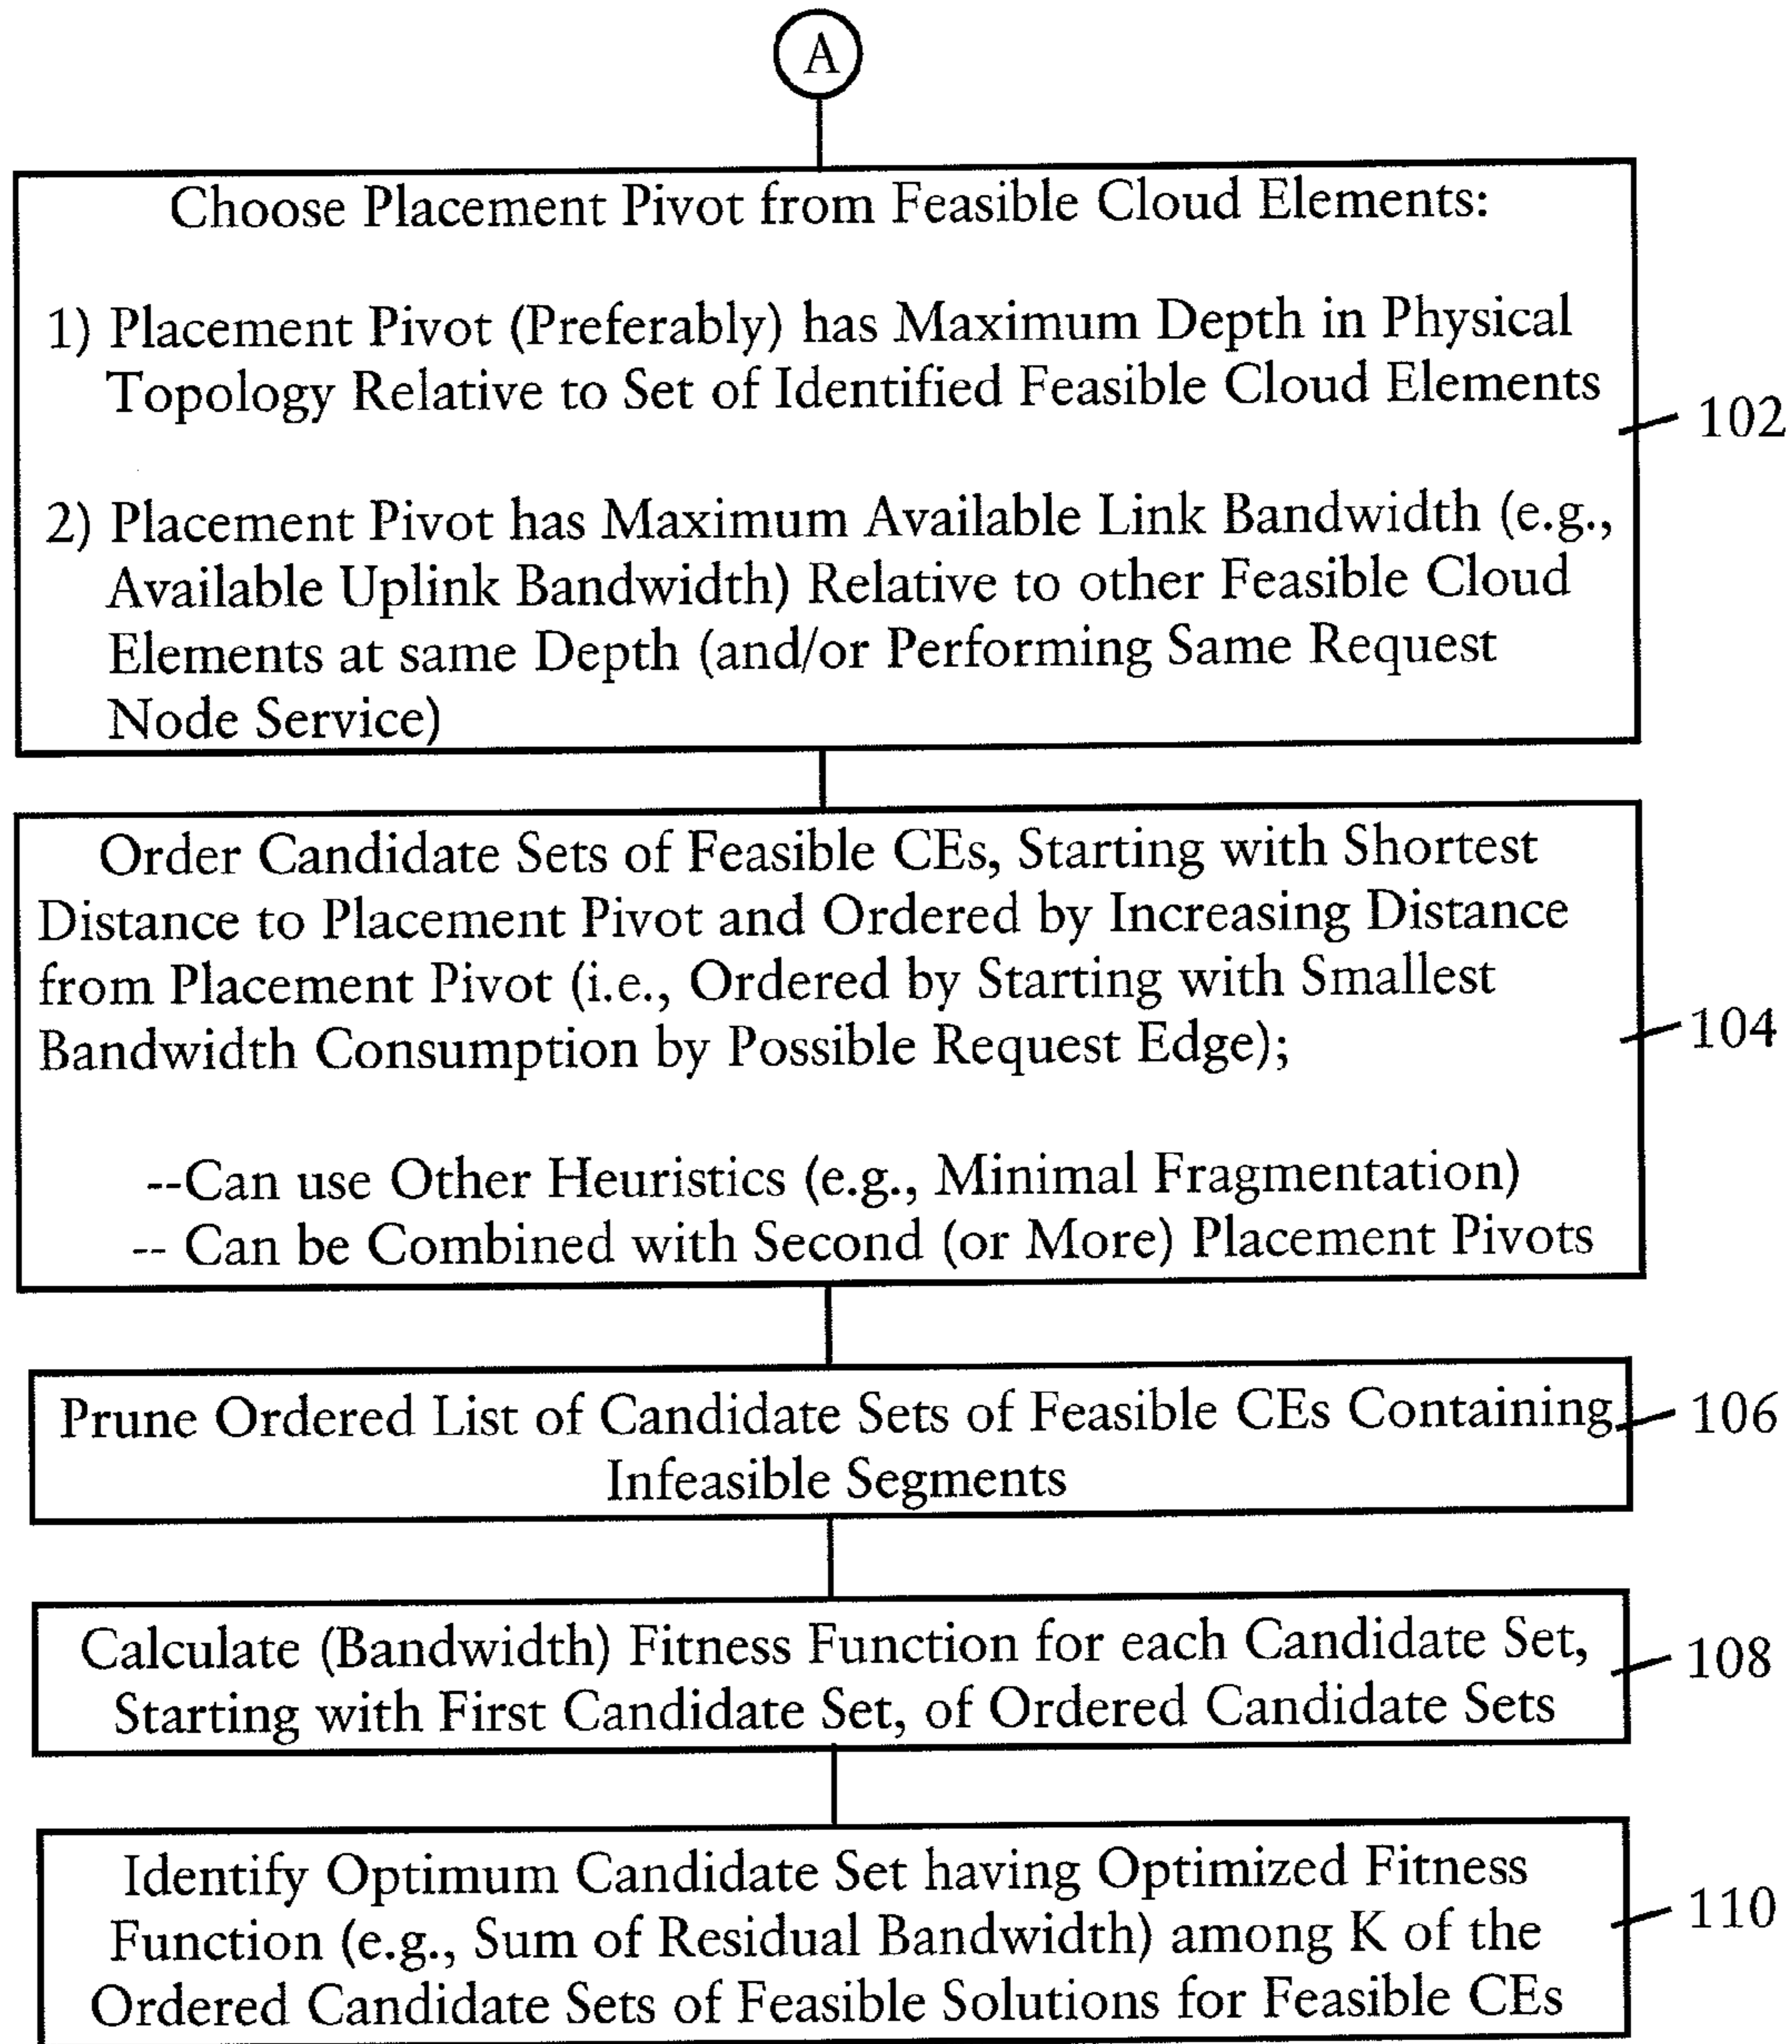 A
Choose Placement Pivot from Feasible Cloud Elements:
1) Placement Pivot (Preferably) has Maximum Depth in Physical
Topology Relative to Set of Identified Feasible Cloud Elements
102
2) Placement Pivot has Maximum Available Link Bandwidth (e.g.,
Available Uplink Bandwidth) Relative to other Feasible Cloud
Elements at same Depth (and/or Performing Same Request
Node Service)
Order Candidate Sets of Feasible CEs, Starting with Shortest
Distance to Placement Pivot and Ordered by Increasing Distance
from Placement Pivot (i.e., Ordered by Starting with Smallest
Bandwidth Consumption by Possible Request Edge);
104
--Can use Other Heuristics (e.g., Minimal Fragmentation)
-- Can be Combined with Second (or More) Placement Pivots
Prune Ordered List of Candidate Sets of Feasible CEs Containing
Infeasible Segments
106
Calculate (Bandwidth) Fitness Function for each Candidate Set,
Starting with First Candidate Set, of Ordered Candidate Sets
108
Identify Optimum Candidate Set having Optimized Fitness
Function (e.g., Sum of Residual Bandwidth) among K of the
Ordered Candidate Sets of Feasible Solutions for Feasible CEs
110